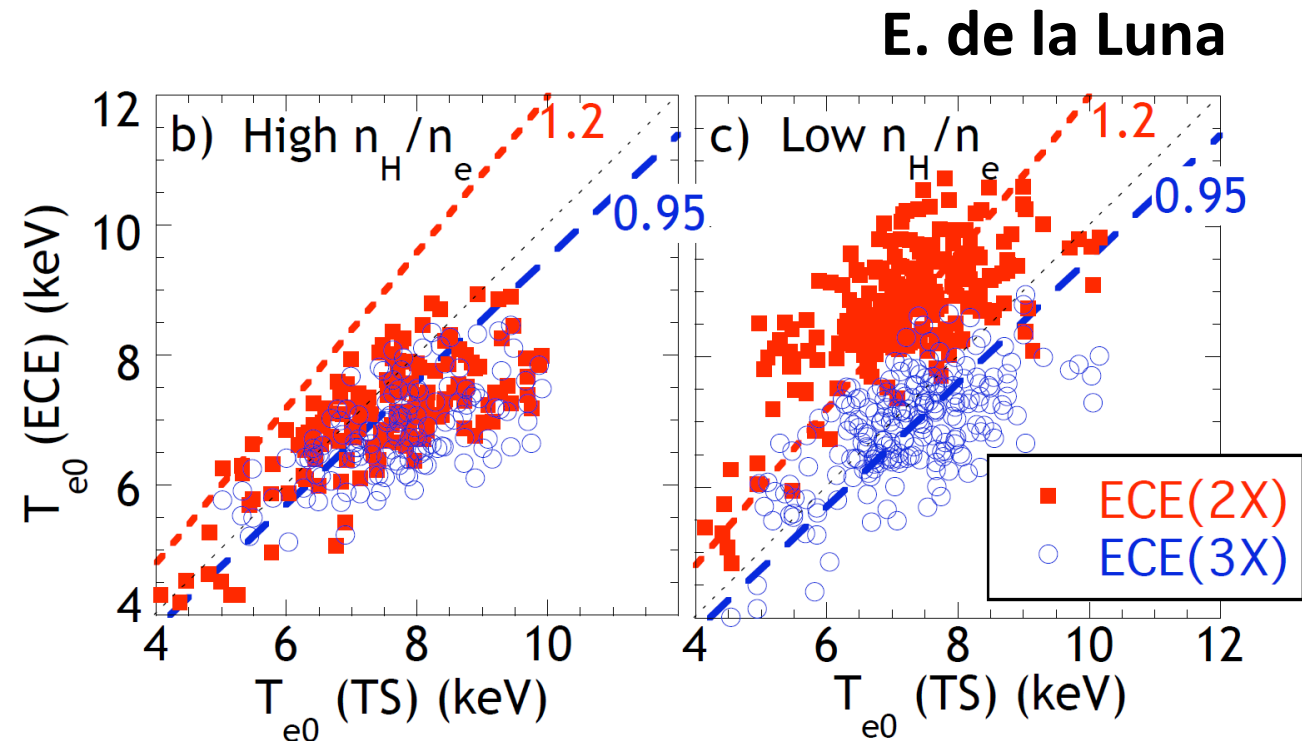 E. de la Luna
b) High n_H/n_e
1.2
0.95
c) Low n_H/n_e
1.2
0.95
T_e0 (ECE) (keV)
12
10
8
6
4
4 6 8 10
4 6 8 10 12
T_e0 (TS) (keV)
T_e0 (TS) (keV)
ECE(2X)
ECE(3X)